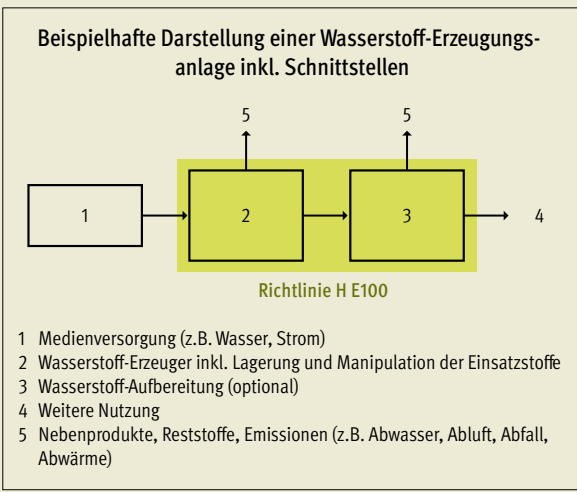 Beispielhafte Darstellung einer Wasserstoff-Erzeugungs-
anlage inkl. Schnittstellen
5 5
1 2 3 4
Richtlinie H E100
1 Medienversorgung (z.B. Wasser, Strom)
2 Wasserstoff-Erzeuger inkl. Lagerung und Manipulation der Einsatzstoffe
3 Wasserstoff-Aufbereitung (optional)
4 Weitere Nutzung
5 Nebenprodukte, Reststoffe, Emissionen (z.B. Abwasser, Abluft, Abfall,
Abwärme)